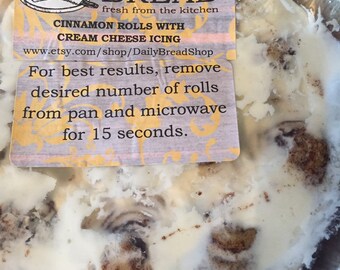 fresh from the kitchen
CINNAMON ROLLS WITH
CREAM CHEESE ICING
www.etsy.com/shop/DailyBreadShop
For best results, remove
desired number of rolls
from pan and microwave
for 15 seconds.